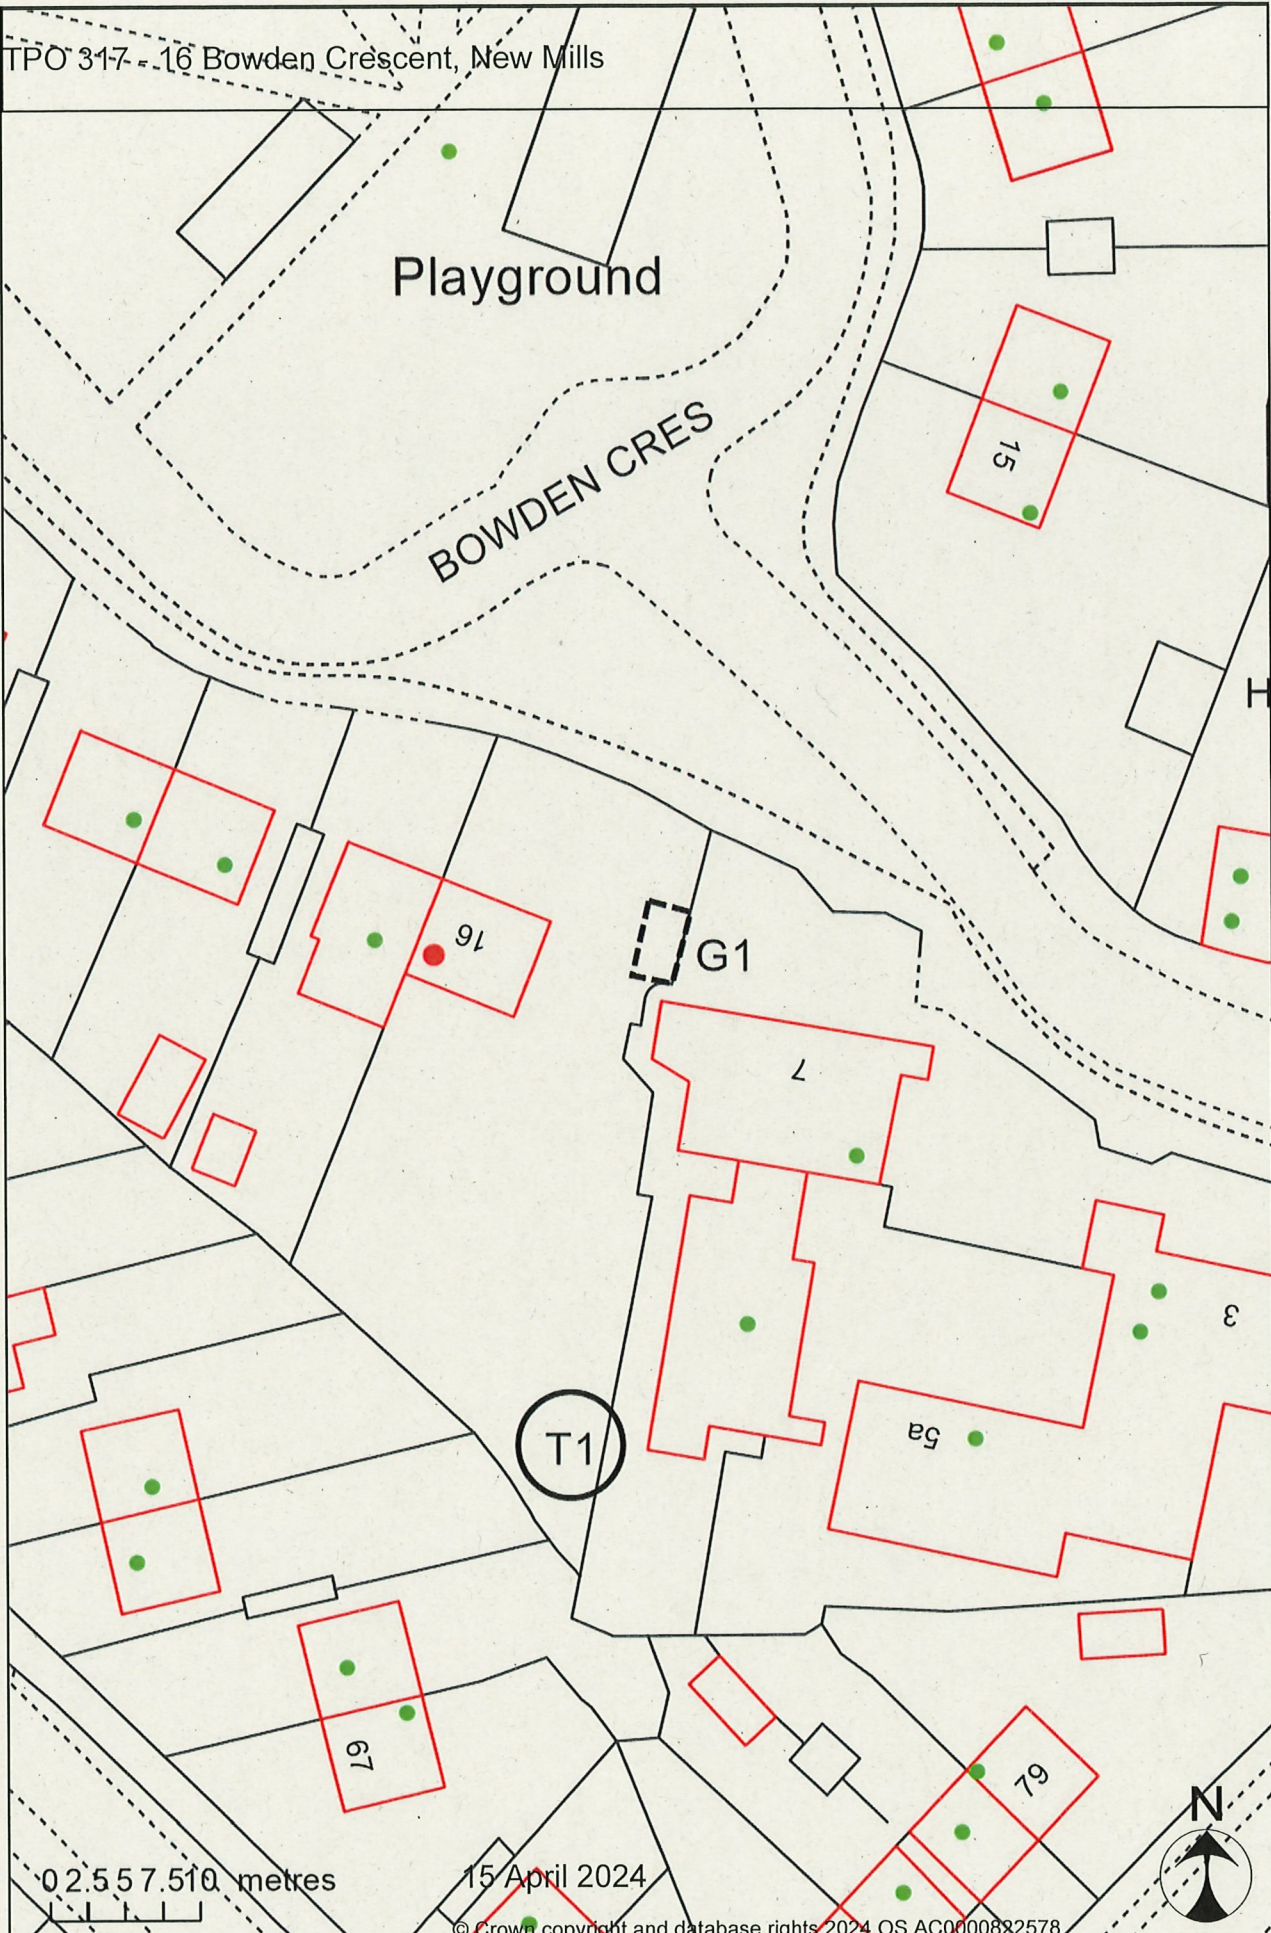 TPO 317 - 16 Bowden Crescent, New Mills
Playground
BOWDEN CRES
15
H
16
G1
7
3
5a
T1
67
79
N
0 2.5 5 7.5 10 metres
15 April 2024
© Crown copyright and database rights 2024 OS AC0000822578